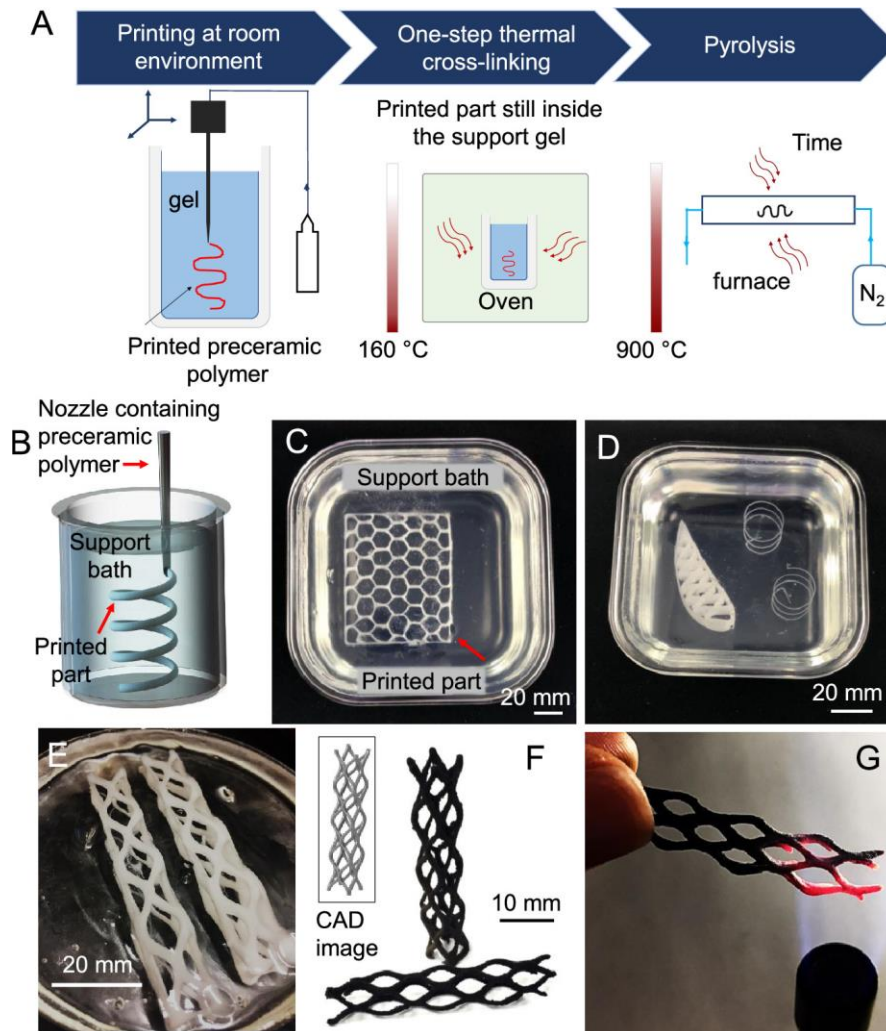 A
Printing at room
environment
One-step thermal
cross-linking
Pyrolysis
gel
Printed preceramic
polymer
Printed part still inside
the support gel
Oven
160 °C
Time
furnace
N2
900 °C
B
Nozzle containing
preceramic
polymer
Support
bath
Printed
part
C
Support bath
Printed part
20 mm
D
20 mm
E
20 mm
F
CAD
image
10 mm
G